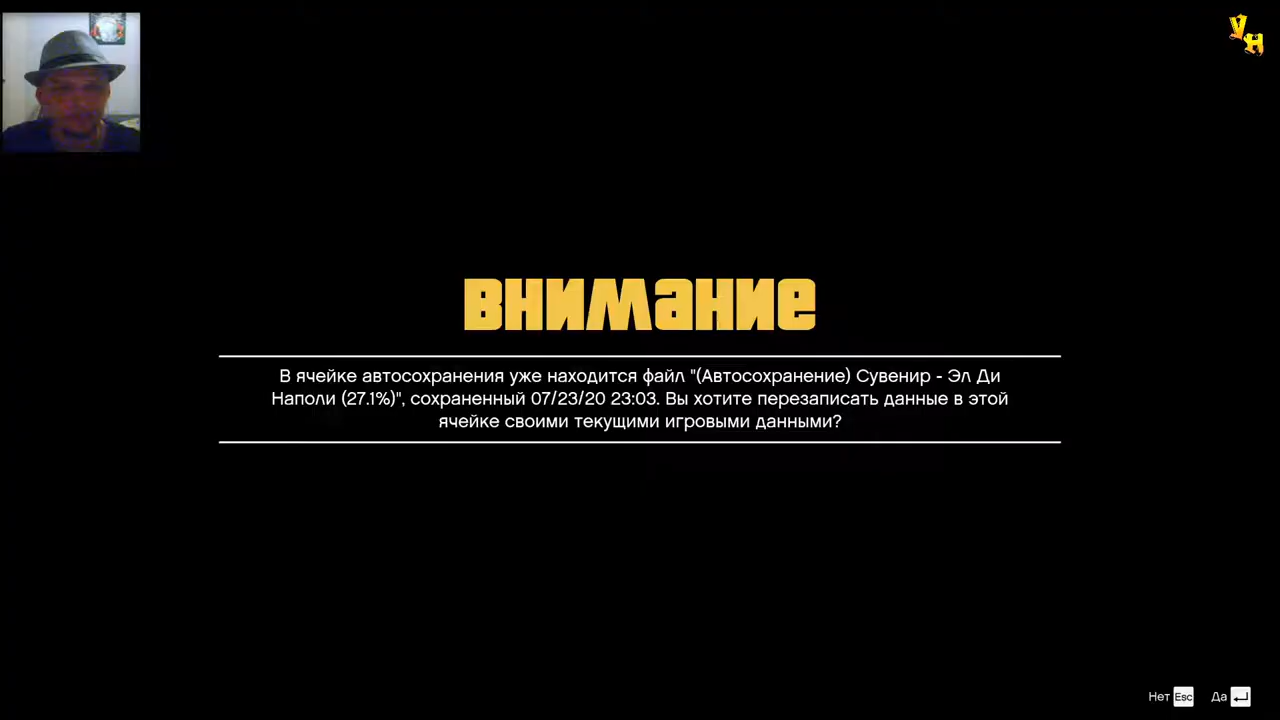 УН
ВНИМАНИЕ
В ячейке автосохранения уже находится файл "(Автосохранение) Сувенир - Эл Ди
Наполи (27.1%)", сохраненный 07/23/20 23:03. Вы хотите перезаписать данные в этой
ячейке своими текущими игровыми данными?
Нет Esc Да